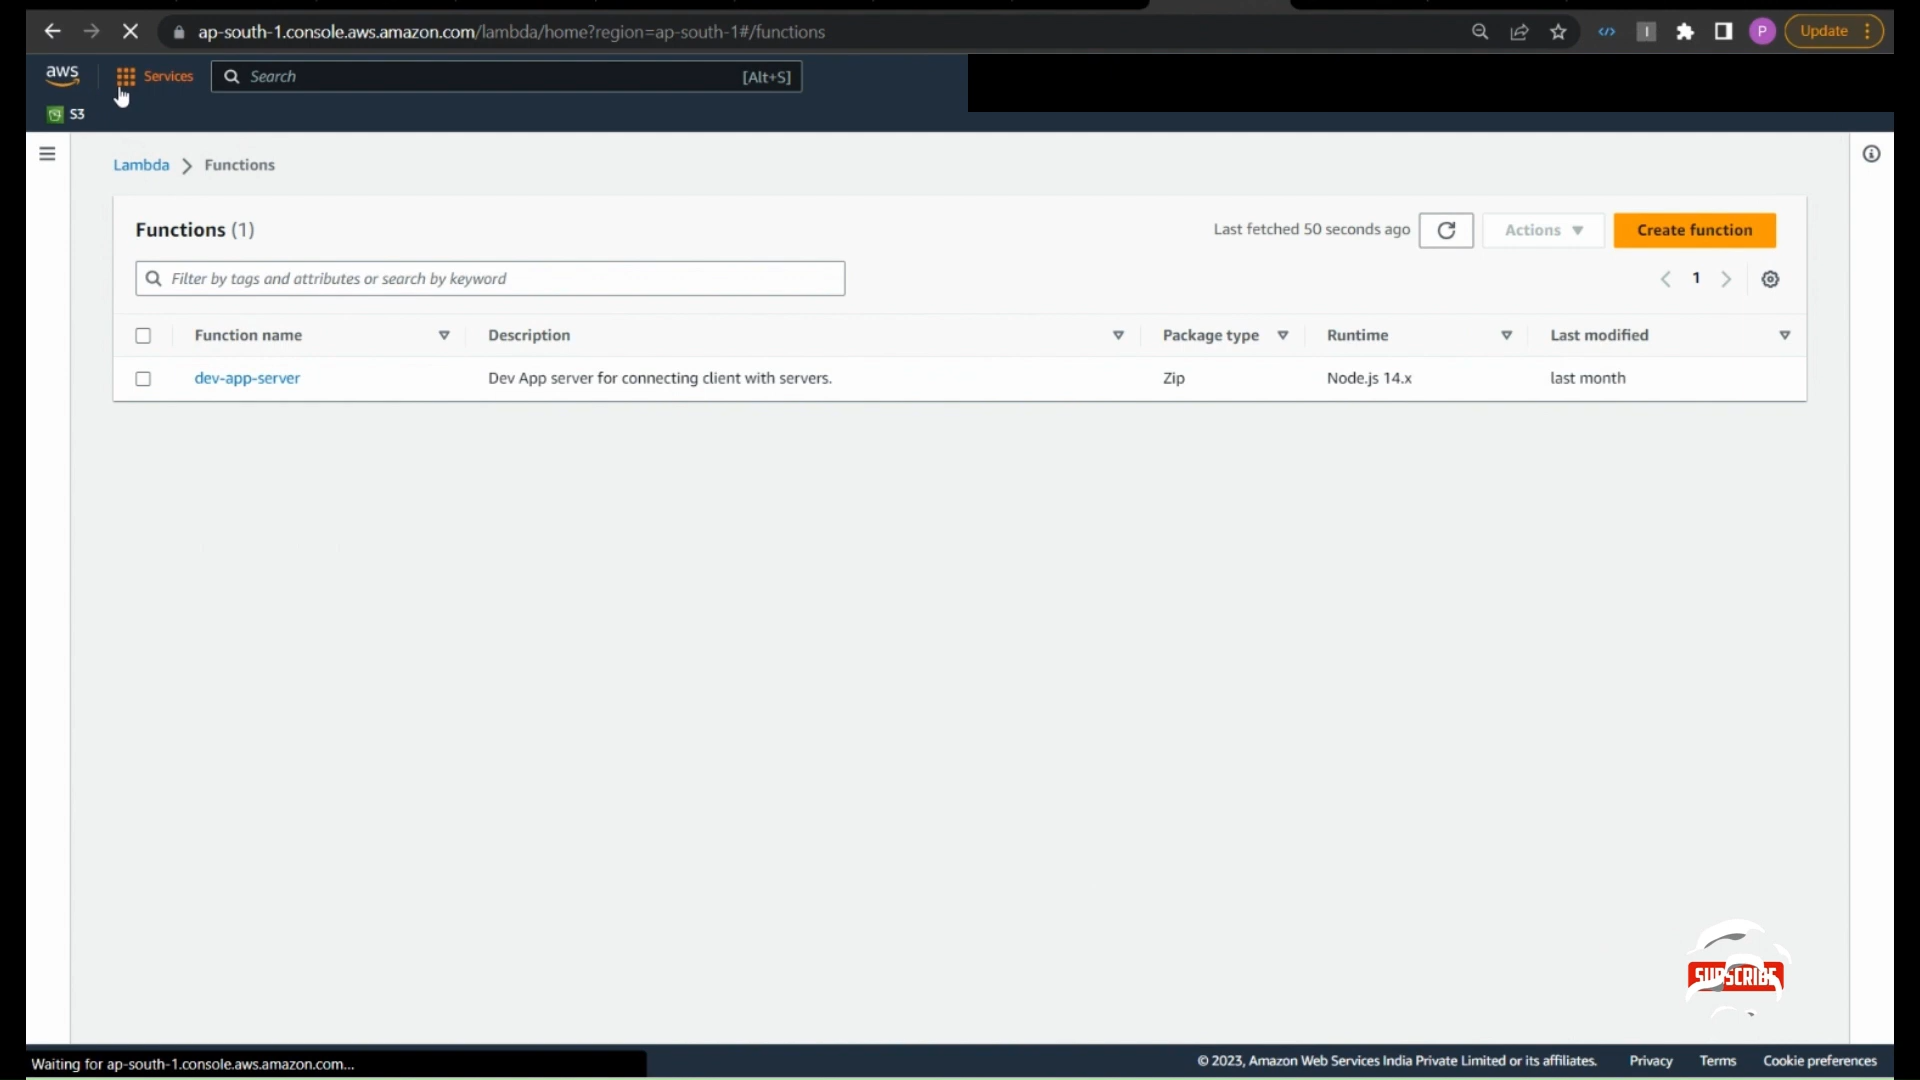 ap-south-1.console.aws.amazon.com/lambda/home?region=ap-south-1#/functions
I
P
Update
aws
Services
Search
[Alt+S]
S3
Lambda
Functions
Functions (1)
Last fetched 50 seconds ago
Actions
Create function
Filter by tags and attributes or search by keyword
1
Function name
Description
Package type
Runtime
Last modified
dev-app-server
Dev App server for connecting client with servers.
Zip
Node.js 14.x
last month
SUBSCRIBE
Waiting for ap-south-1.console.aws.amazon.com...
© 2023, Amazon Web Services India Private Limited or its affiliates.
Privacy
Terms
Cookie preferences